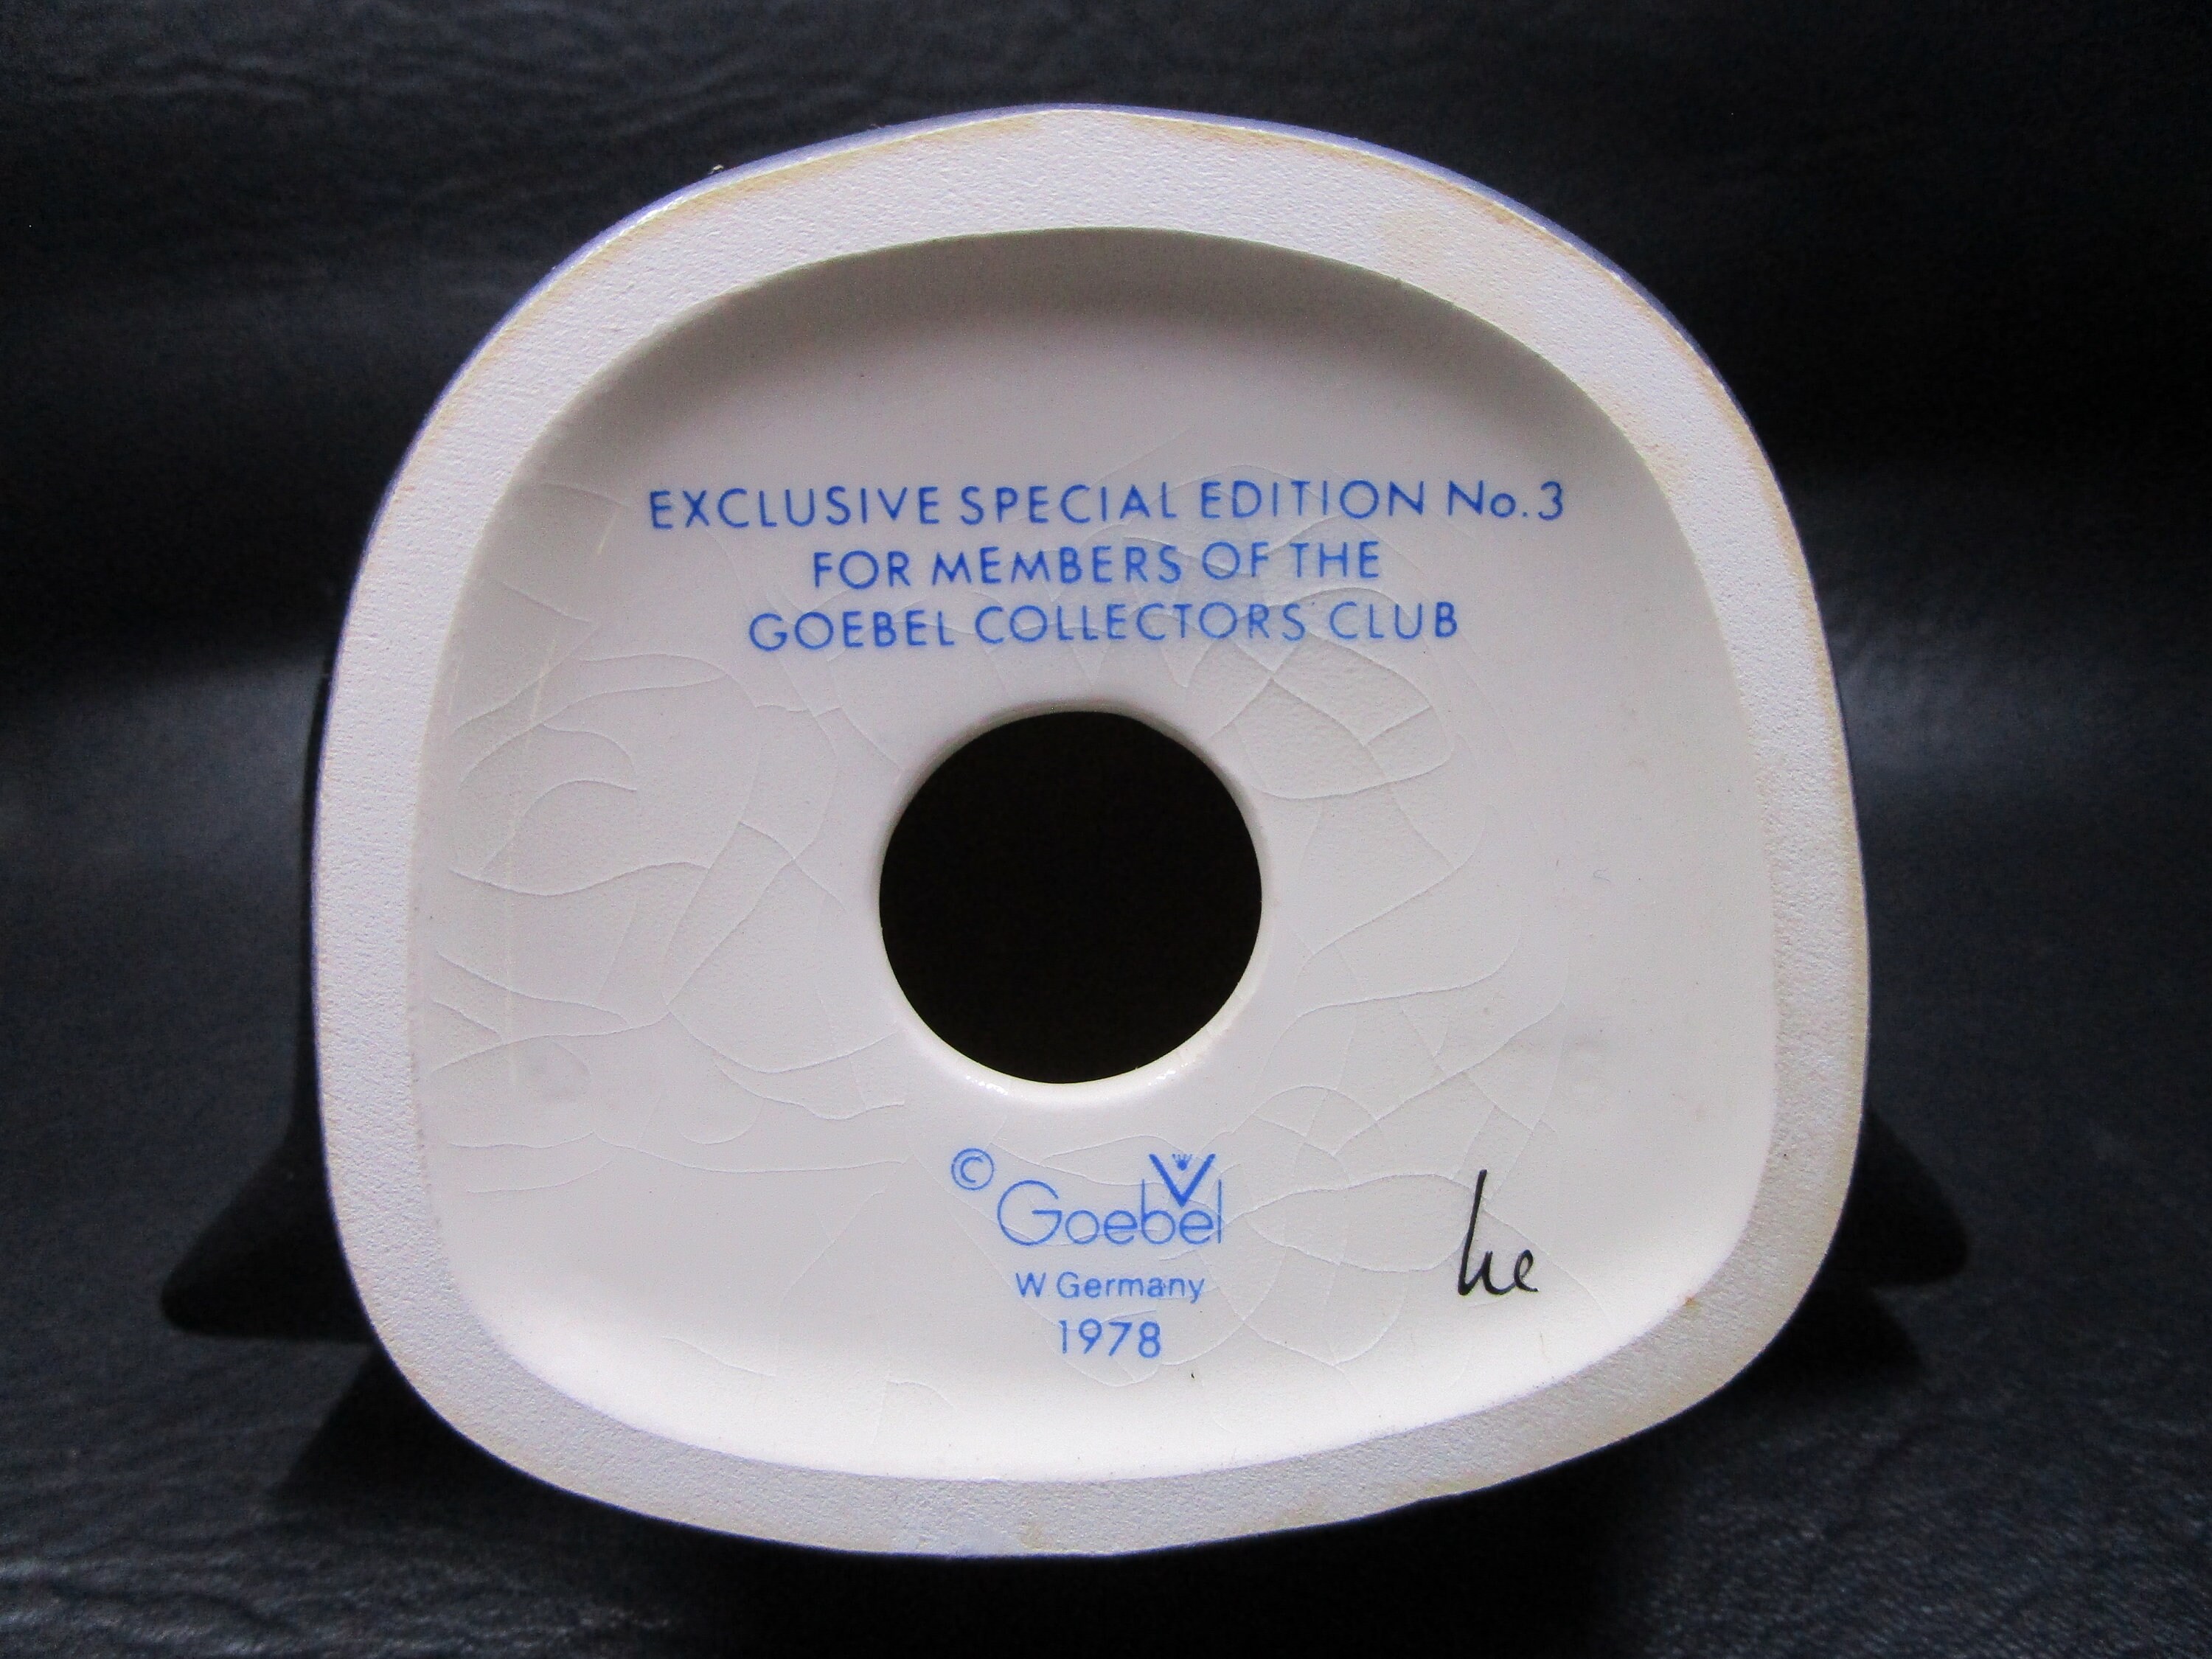 EXCLUSIVE SPECIAL EDITION No. 3
FOR MEMBERS OF THE
GOEBEL COLLECTORS CLUB
© Goebel
W Germany
1978
he